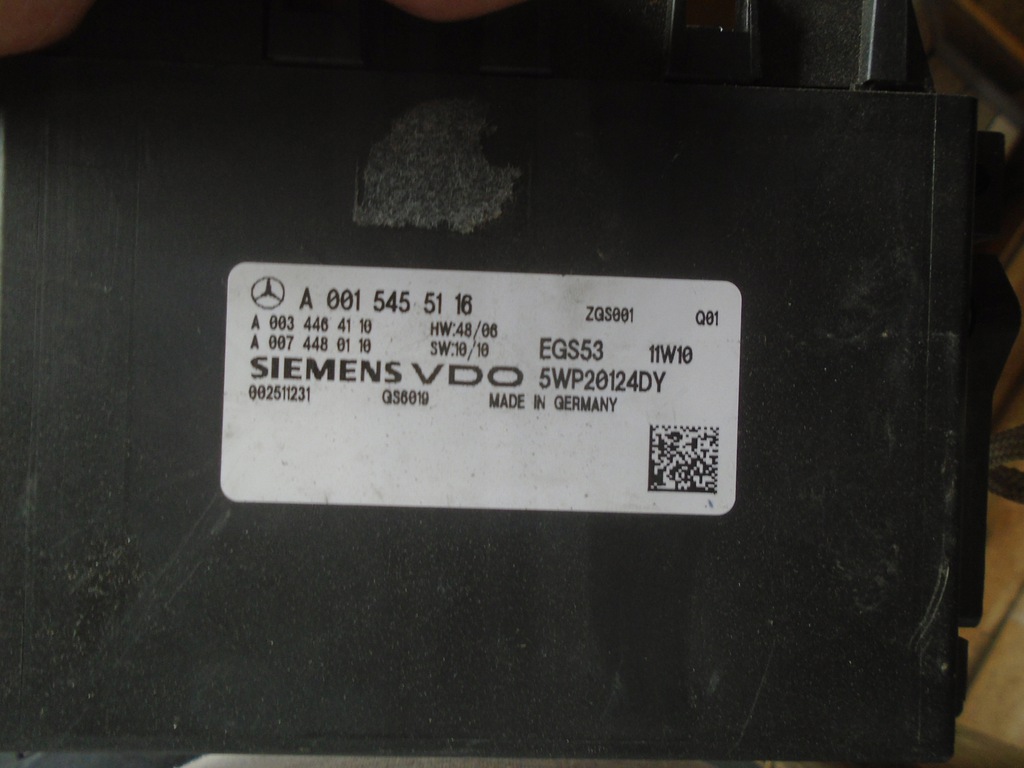 A 001 545 51 16 ZGS001 Q01
A 003 446 41 10 HW:48/06
A 007 448 01 10 SW:10/10 EGS53 11W10
SIEMENS VDO 5WP20124DY
002511231 QS6019 MADE IN GERMANY